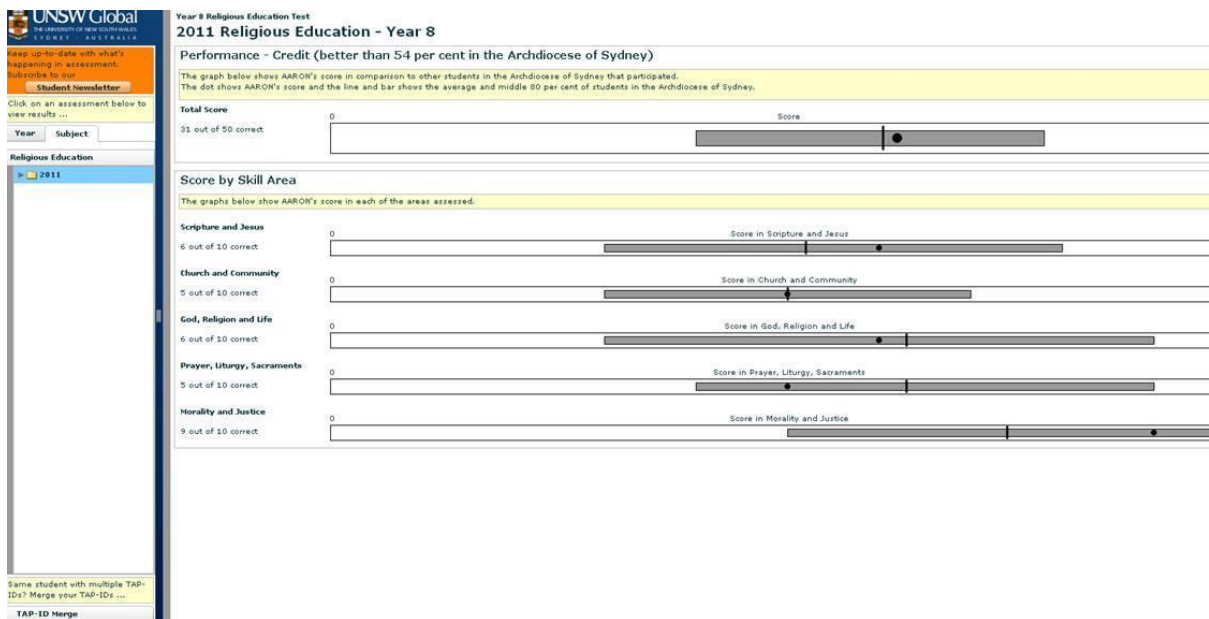 UNSW Global
THE UNIVERSITY OF NEW SOUTH WALES
SYDNEY · AUSTRALIA
Keep up-to-date with what's
happening in assessment.
Subscribe to our
Student Newsletter
Click on an assessment below to
view results ...
Year Subject
Religious Education
2011
Same student with multiple TAP-
IDs? Merge your TAP-IDs ...
TAP-ID Merge
Year 8 Religious Education Test
2011 Religious Education - Year 8
Performance - Credit (better than 54 per cent in the Archdiocese of Sydney)
The graph below shows AARON's score in comparison to other students in the Archdiocese of Sydney that participated.
The dot shows AARON's score and the line and bar shows the average and middle 80 per cent of students in the Archdiocese of Sydney.
Total Score
0 Score
31 out of 50 correct
Score by Skill Area
The graphs below show AARON's score in each of the areas assessed.
Scripture and Jesus
0 Score in Scripture and Jesus
6 out of 10 correct
Church and Community
0 Score in Church and Community
5 out of 10 correct
God, Religion and Life
0 Score in God, Religion and Life
6 out of 10 correct
Prayer, Liturgy, Sacraments
0 Score in Prayer, Liturgy, Sacraments
5 out of 10 correct
Morality and Justice
0 Score in Morality and Justice
9 out of 10 correct